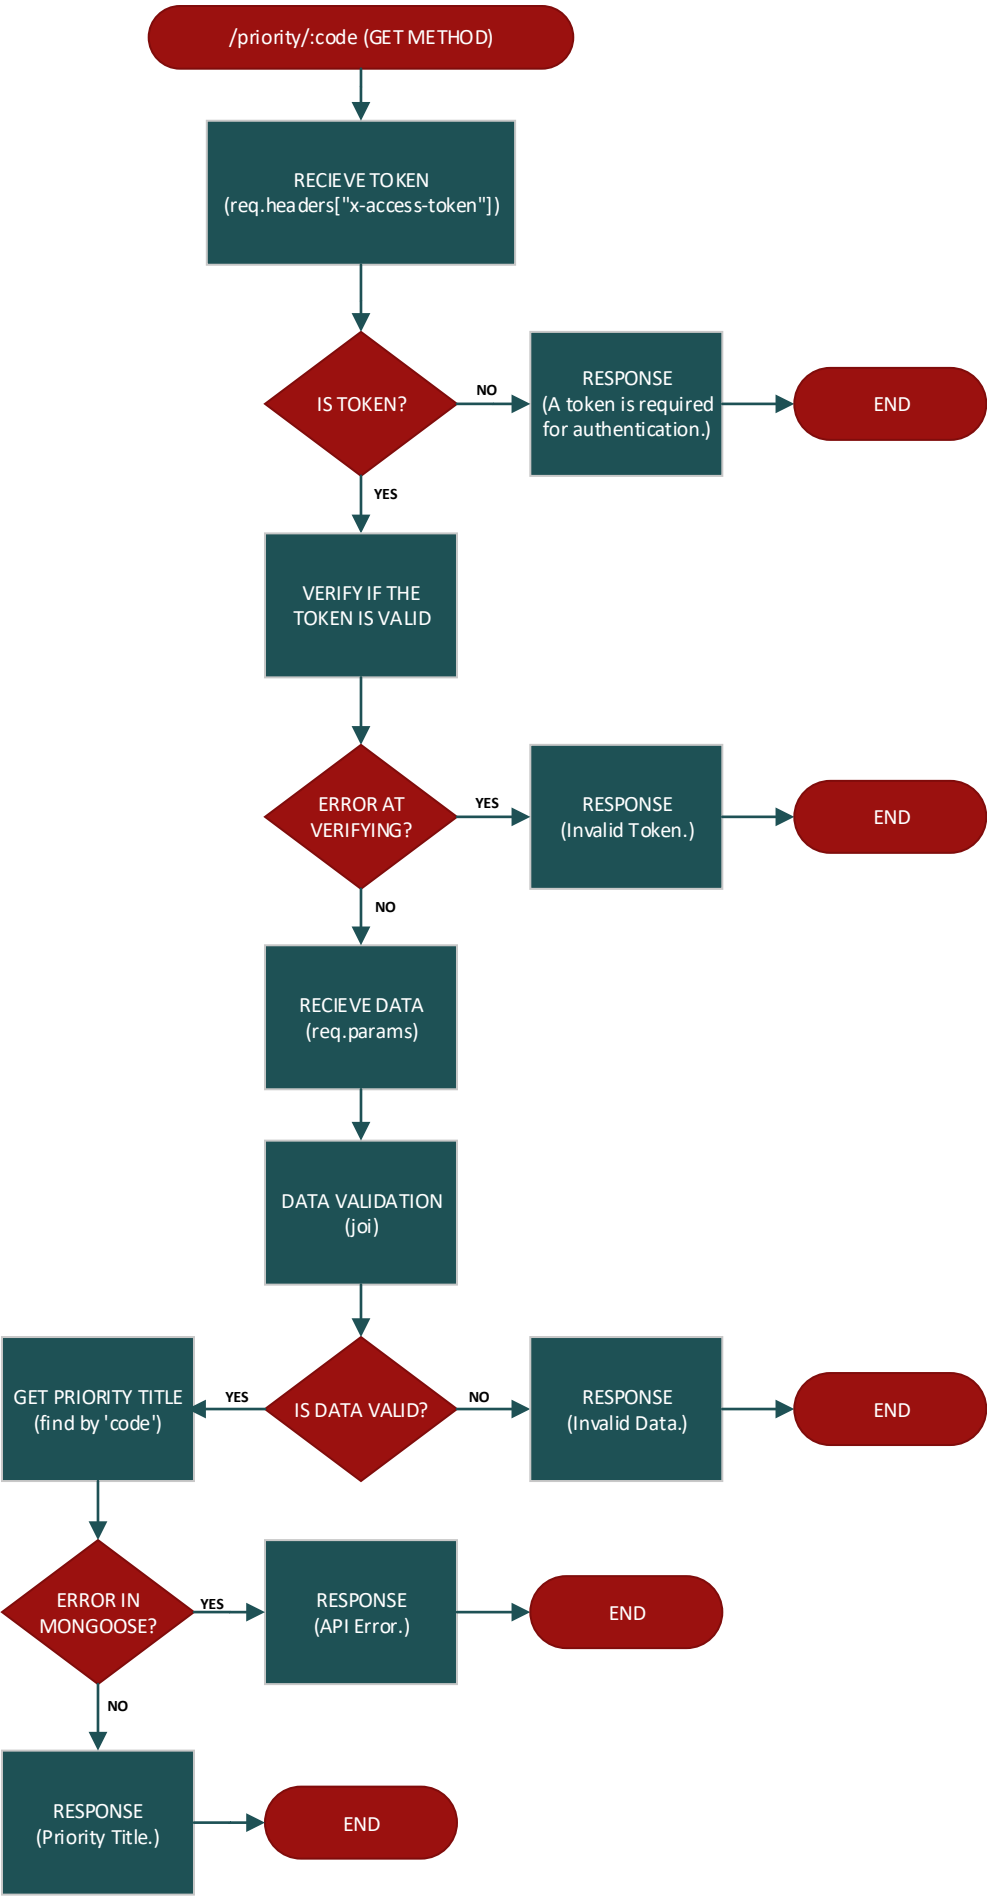 /priority/:code (GET METHOD)
RECIEVE TOKEN
(req.headers["x-access-token"])
IS TOKEN?
NO
RESPONSE
(A token is required
for authentication.)
END
YES
VERIFY IF THE
TOKEN IS VALID
ERROR AT
VERIFYING?
YES
RESPONSE
(Invalid Token.)
END
NO
RECIEVE DATA
(req.params)
DATA VALIDATION
(joi)
GET PRIORITY TITLE
(find by 'code')
YES
IS DATA VALID?
NO
RESPONSE
(Invalid Data.)
END
ERROR IN
MONGOOSE?
YES
RESPONSE
(API Error.)
END
NO
RESPONSE
(Priority Title.)
END